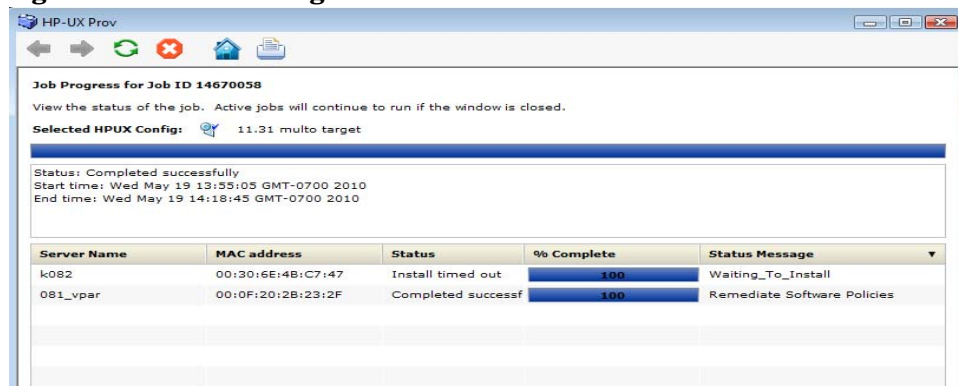 HP-UX Prov
Job Progress for Job ID 14670058
View the status of the job. Active jobs will continue to run if the window is closed.
Selected HPUX Config: 11.31 multo target
Status: Completed successfully
Start time: Wed May 19 13:55:05 GMT-0700 2010
End time: Wed May 19 14:18:45 GMT-0700 2010
Server Name MAC address Status % Complete Status Message
k082 00:30:6E:4B:C7:47 Install timed out 100 Waiting_To_Install
081_vpar 00:0F:20:2B:23:2F Completed successf 100 Remediate Software Policies